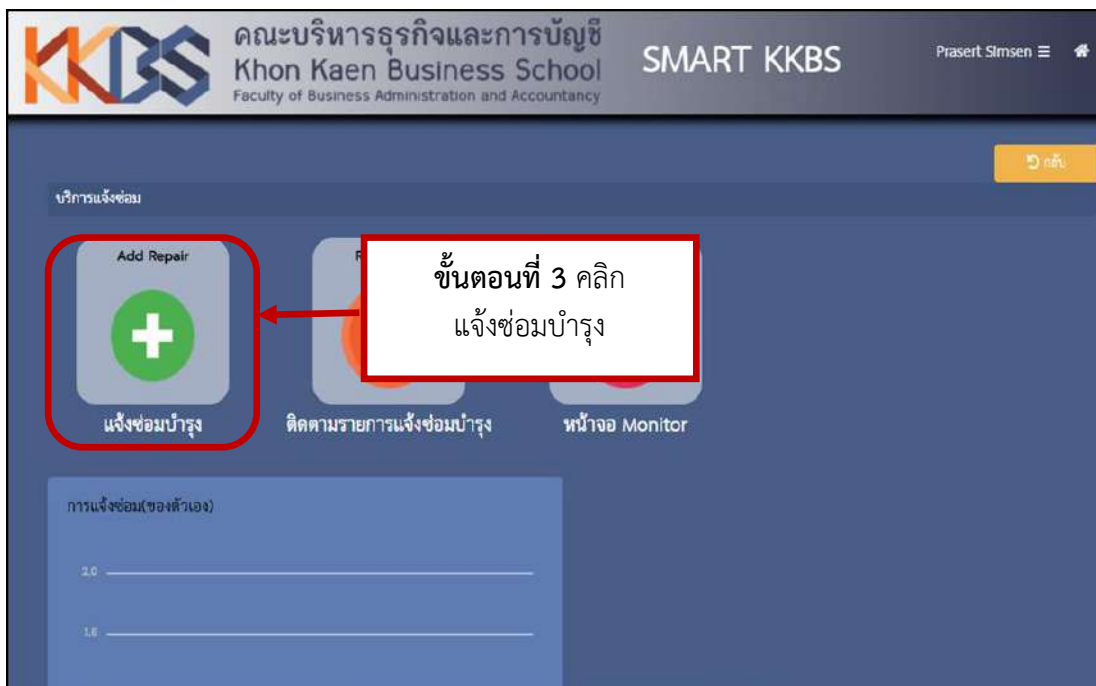 KKBS
คณะบริหารธุรกิจและการบัญชี
Khon Kaen Business School
Faculty of Business Administration and Accountancy
SMART KKBS
Prasert Simsen
กลับ
บริการแจ้งซ่อม
Add Repair
ขั้นตอนที่ 3 คลิก
แจ้งซ่อมบำรุง
แจ้งซ่อมบำรุง
ติดตามรายการแจ้งซ่อมบำรุง
หน้าจอ Monitor
การแจ้งซ่อม(ของตัวเอง)
2.0
1.6